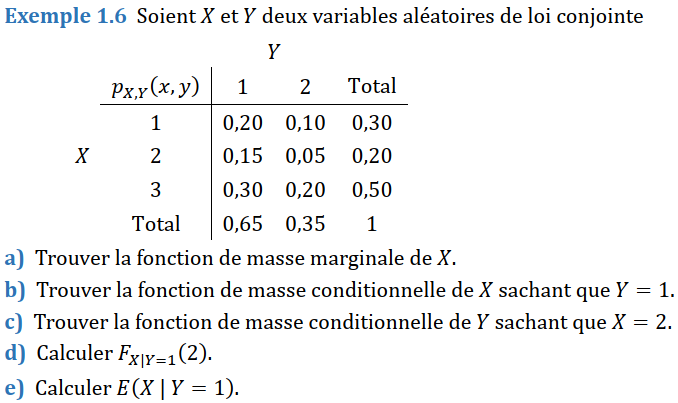 Exemple 1.6 Soient X et Y deux variables aléatoires de loi conjointe
Y
p_{X,Y}(x, y) 1 2 Total
1 0,20 0,10 0,30
X 2 0,15 0,05 0,20
3 0,30 0,20 0,50
Total 0,65 0,35 1
a) Trouver la fonction de masse marginale de X.
b) Trouver la fonction de masse conditionnelle de X sachant que Y = 1.
c) Trouver la fonction de masse conditionnelle de Y sachant que X = 2.
d) Calculer F_{X|Y=1}(2).
e) Calculer E(X | Y = 1).